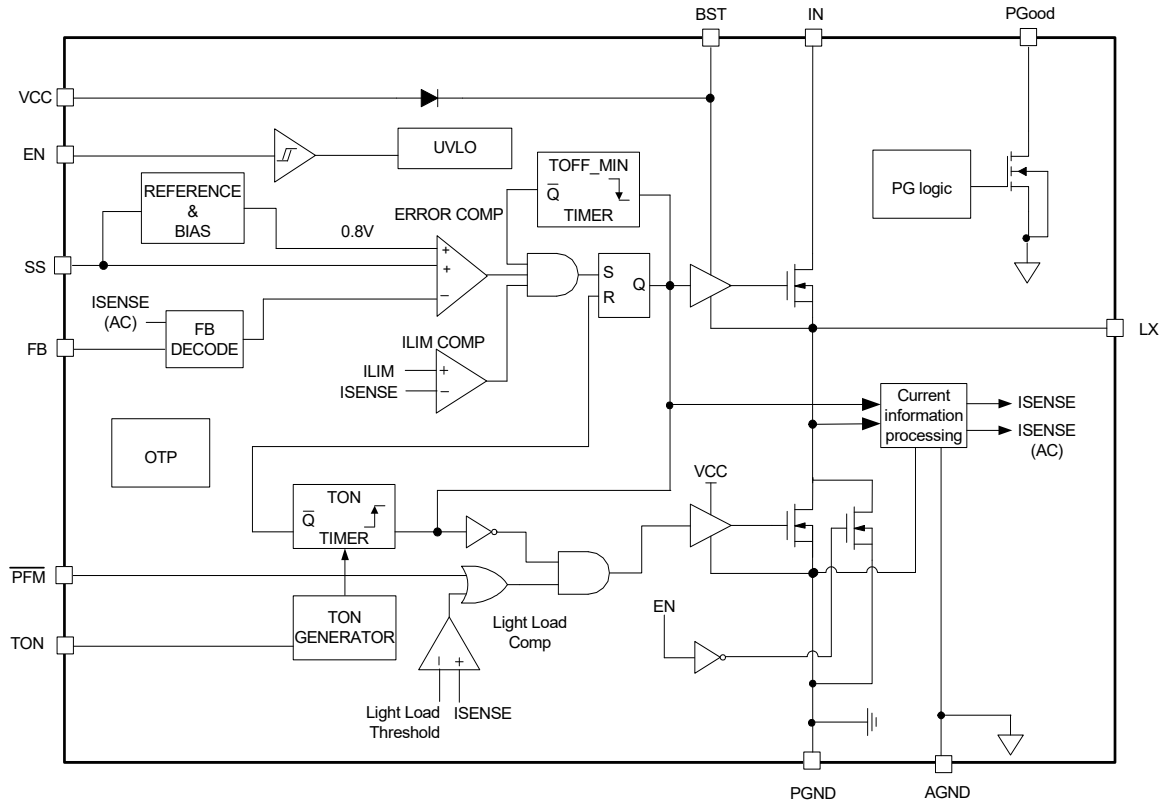 BST
IN
PGood
VCC
EN
UVLO
TOFF_MIN
Q̅
TIMER
REFERENCE
&
BIAS
ERROR COMP
0.8V
PG logic
SS
+
+
−
S
R
Q
ISENSE
(AC)
FB
DECODE
FB
LX
ILIM COMP
ILIM
ISENSE
+
−
Current
information
processing
ISENSE
ISENSE
(AC)
OTP
VCC
TON
Q̅
TIMER
P̅F̅M̅
TON
GENERATOR
TON
Light Load
Comp
EN
− +
Light Load
Threshold
ISENSE
PGND
AGND